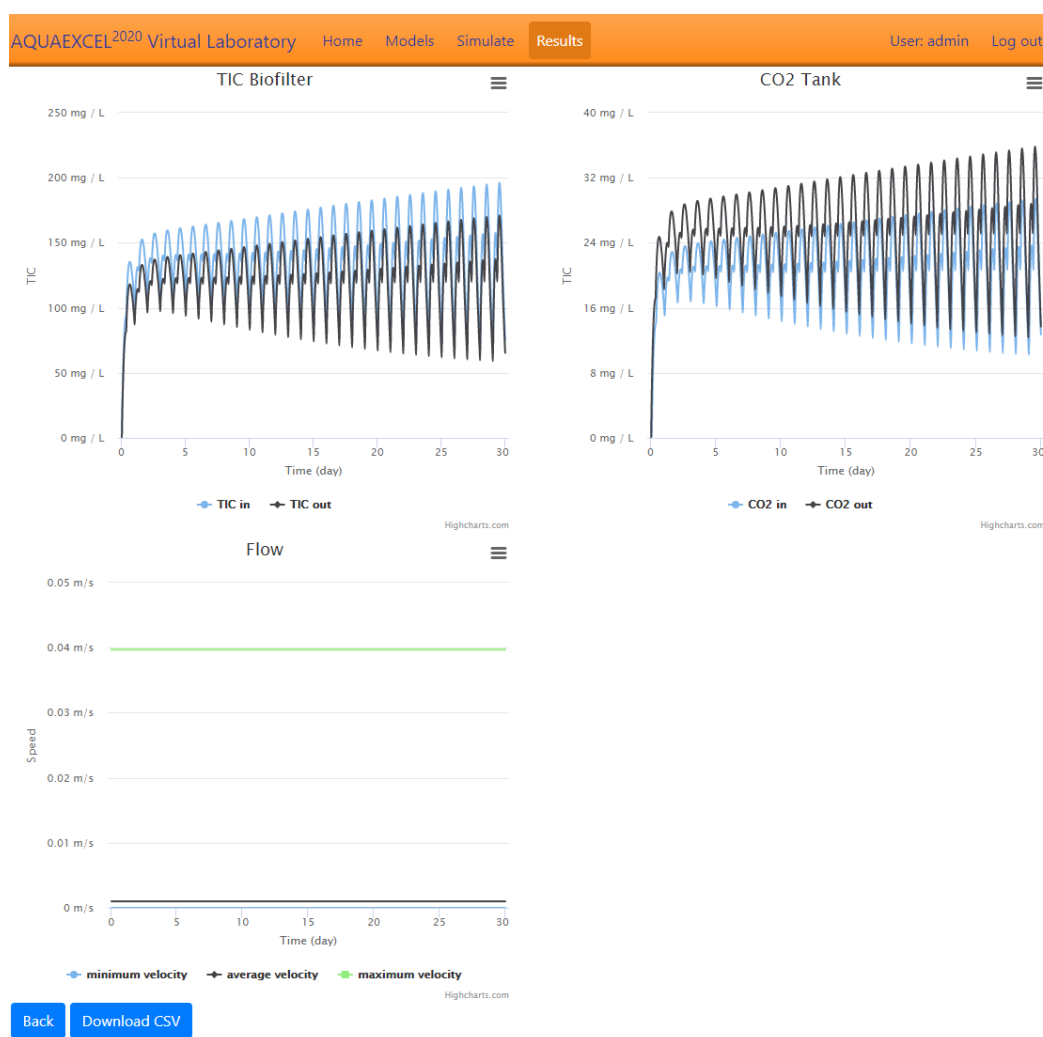 AQUAEXCEL2020 Virtual Laboratory Home Models Simulate Results User: admin Log out
TIC Biofilter
250 mg / L
200 mg / L
150 mg / L
100 mg / L
50 mg / L
0 mg / L
TIC
0 5 10 15 20 25 30
Time (day)
TIC in TIC out
Highcharts.com
CO2 Tank
40 mg / L
32 mg / L
24 mg / L
16 mg / L
8 mg / L
0 mg / L
TIC
0 5 10 15 20 25 30
Time (day)
CO2 in CO2 out
Highcharts.com
Flow
0.05 m/s
0.04 m/s
0.03 m/s
0.02 m/s
0.01 m/s
0 m/s
Speed
0 5 10 15 20 25 30
Time (day)
minimum velocity average velocity maximum velocity
Highcharts.com
Back Download CSV